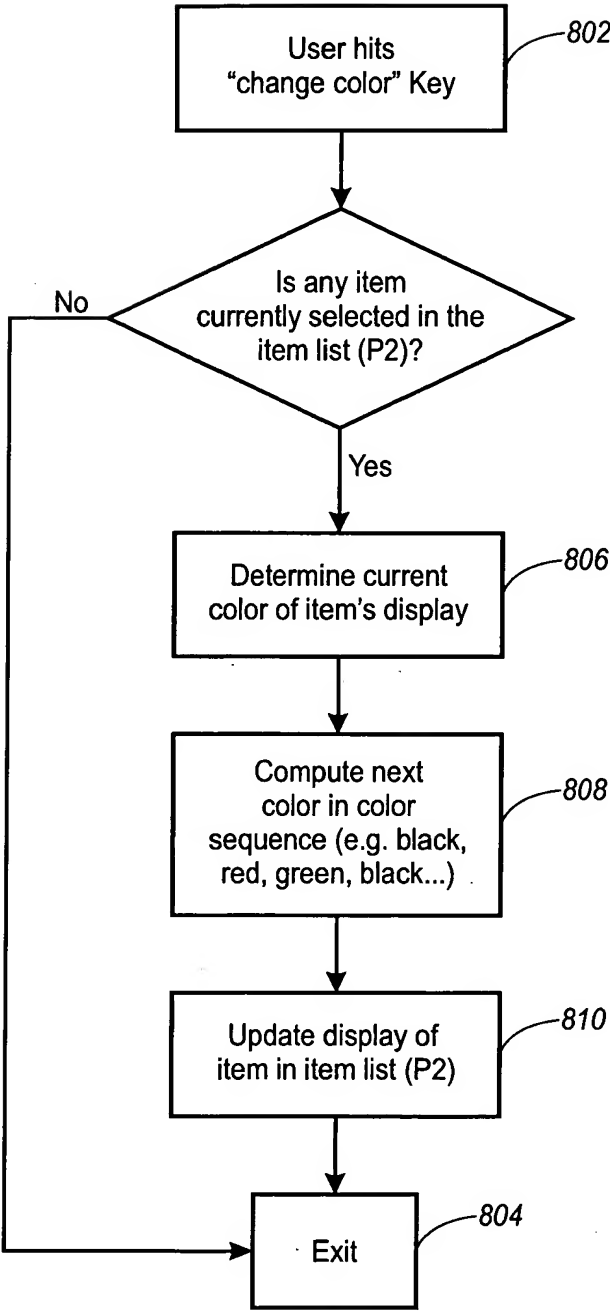 User hits
“change color” Key
802
Is any item
currently selected in the
item list (P2)?
No
Yes
Determine current
color of item's display
806
Compute next
color in color
sequence (e.g. black,
red, green, black...)
808
Update display of
item in item list (P2)
810
Exit
804